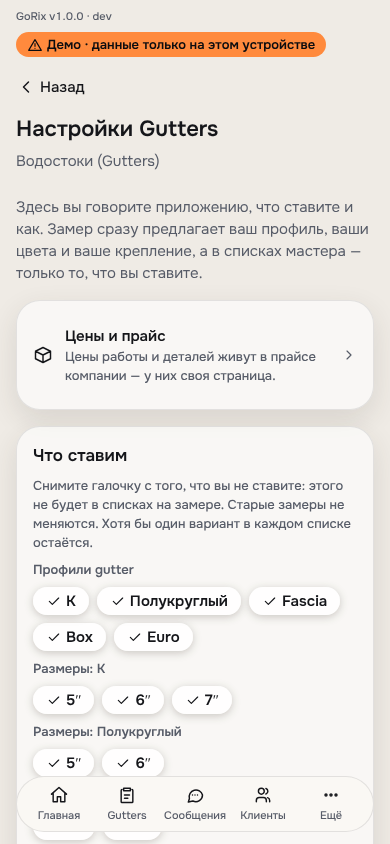 GoRix v1.0.0 · dev
Демо · данные только на этом устройстве
Назад
Настройки Gutters
Водостоки (Gutters)
Здесь вы говорите приложению, что ставите и
как. Замер сразу предлагает ваш профиль, ваши
цвета и ваше крепление, а в списках мастера —
только то, что вы ставите.
Цены и прайс
Цены работы и деталей живут в прайсе
компании — у них своя страница.
Что ставим
Снимите галочку с того, что вы не ставите: этого
не будет в списках на замере. Старые замеры не
меняются. Хотя бы один вариант в каждом списке
остаётся.
Профили gutter
K Полукруглый Fascia
Box Euro
Размеры: K
5″ 6″ 7″
Размеры: Полукруглый
5″ 6″
Главная Gutters Сообщения Клиенты Ещё